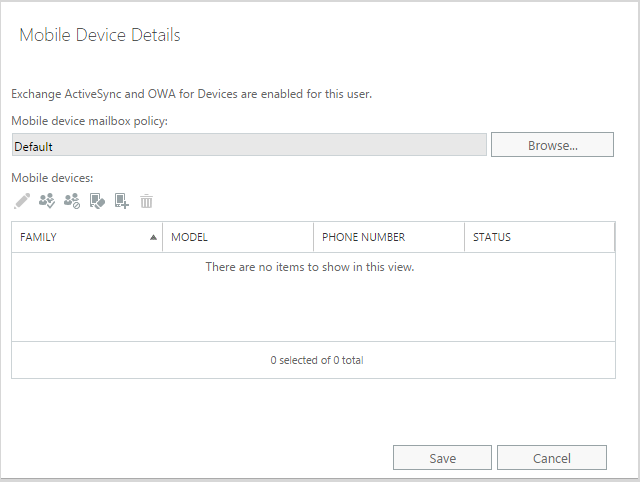 Mobile Device Details
Exchange ActiveSync and OWA for Devices are enabled for this user.
Mobile device mailbox policy:
Default Browse...
Mobile devices:
FAMILY MODEL PHONE NUMBER STATUS
There are no items to show in this view.
0 selected of 0 total
Save Cancel